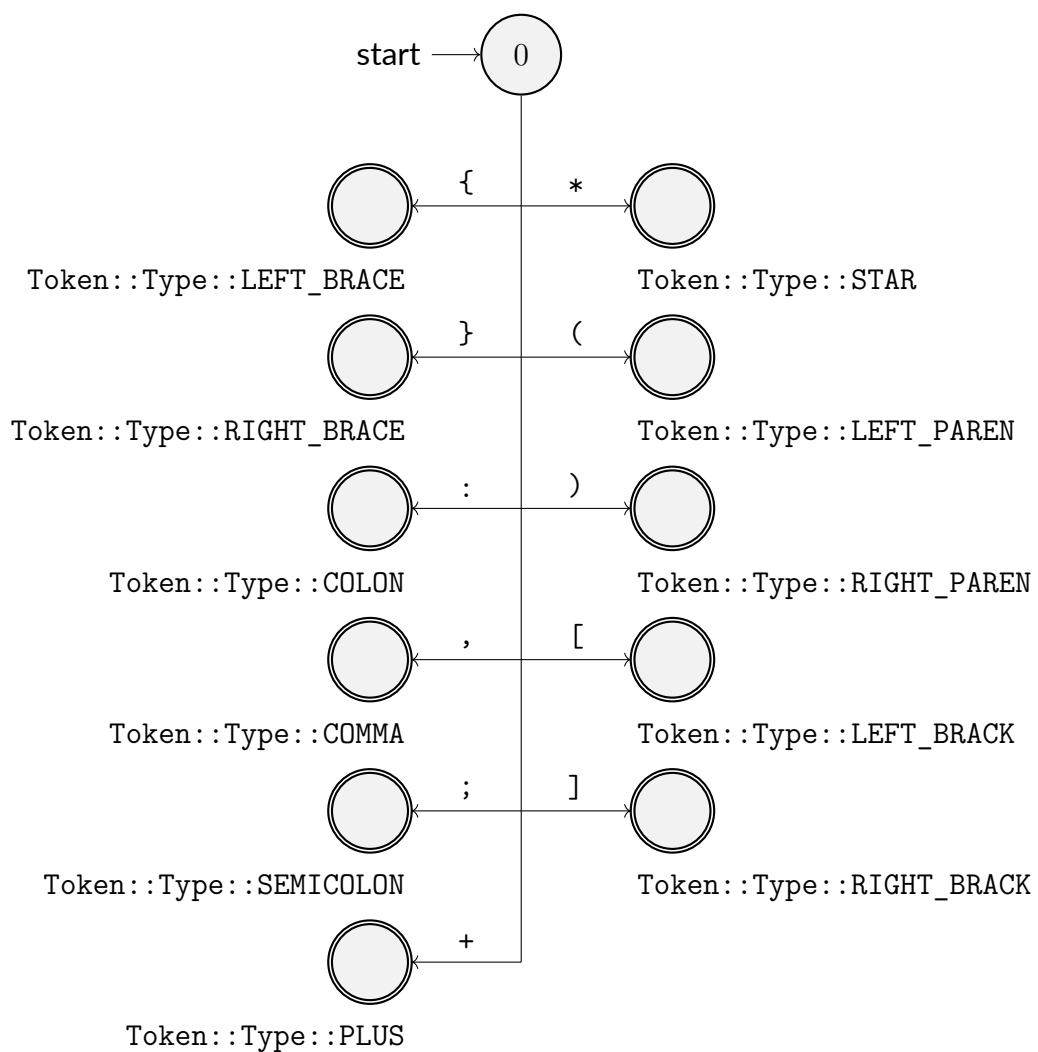 start 0
{ *
Token::Type::LEFT_BRACE Token::Type::STAR
} (
Token::Type::RIGHT_BRACE Token::Type::LEFT_PAREN
: )
Token::Type::COLON Token::Type::RIGHT_PAREN
, [
Token::Type::COMMA Token::Type::LEFT_BRACK
; ]
Token::Type::SEMICOLON Token::Type::RIGHT_BRACK
+
Token::Type::PLUS